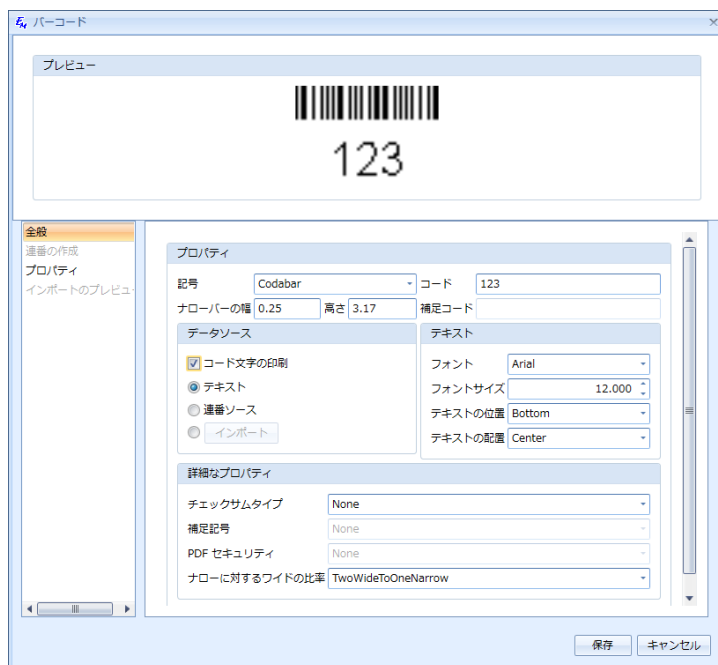 バーコード
プレビュー
123
全般
連番の作成
プロパティ
インポートのプレビュー
プロパティ
記号 Codabar コード 123
ナローバーの幅 0.25 高さ 3.17 補足コード
データソース
コード文字の印刷
テキスト
連番ソース
インポート
テキスト
フォント Arial
フォントサイズ 12.000
テキストの位置 Bottom
テキストの配置 Center
詳細なプロパティ
チェックサムタイプ None
補足記号 None
PDF セキュリティ None
ナローに対するワイドの比率 TwoWideToOneNarrow
保存 キャンセル